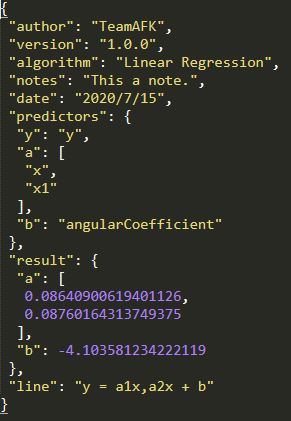 {
"author": "TeamAFK",
"version": "1.0.0",
"algorithm": "Linear Regression",
"notes": "This a note.",
"date": "2020/7/15",
"predictors": {
"y": "y",
"a": [
"x",
"x1"
],
"b": "angularCoefficient"
},
"result": {
"a": [
0.08640900619401126,
0.08760164313749375
],
"b": -4.103581234222119
},
"line": "y = a1x,a2x + b"
}